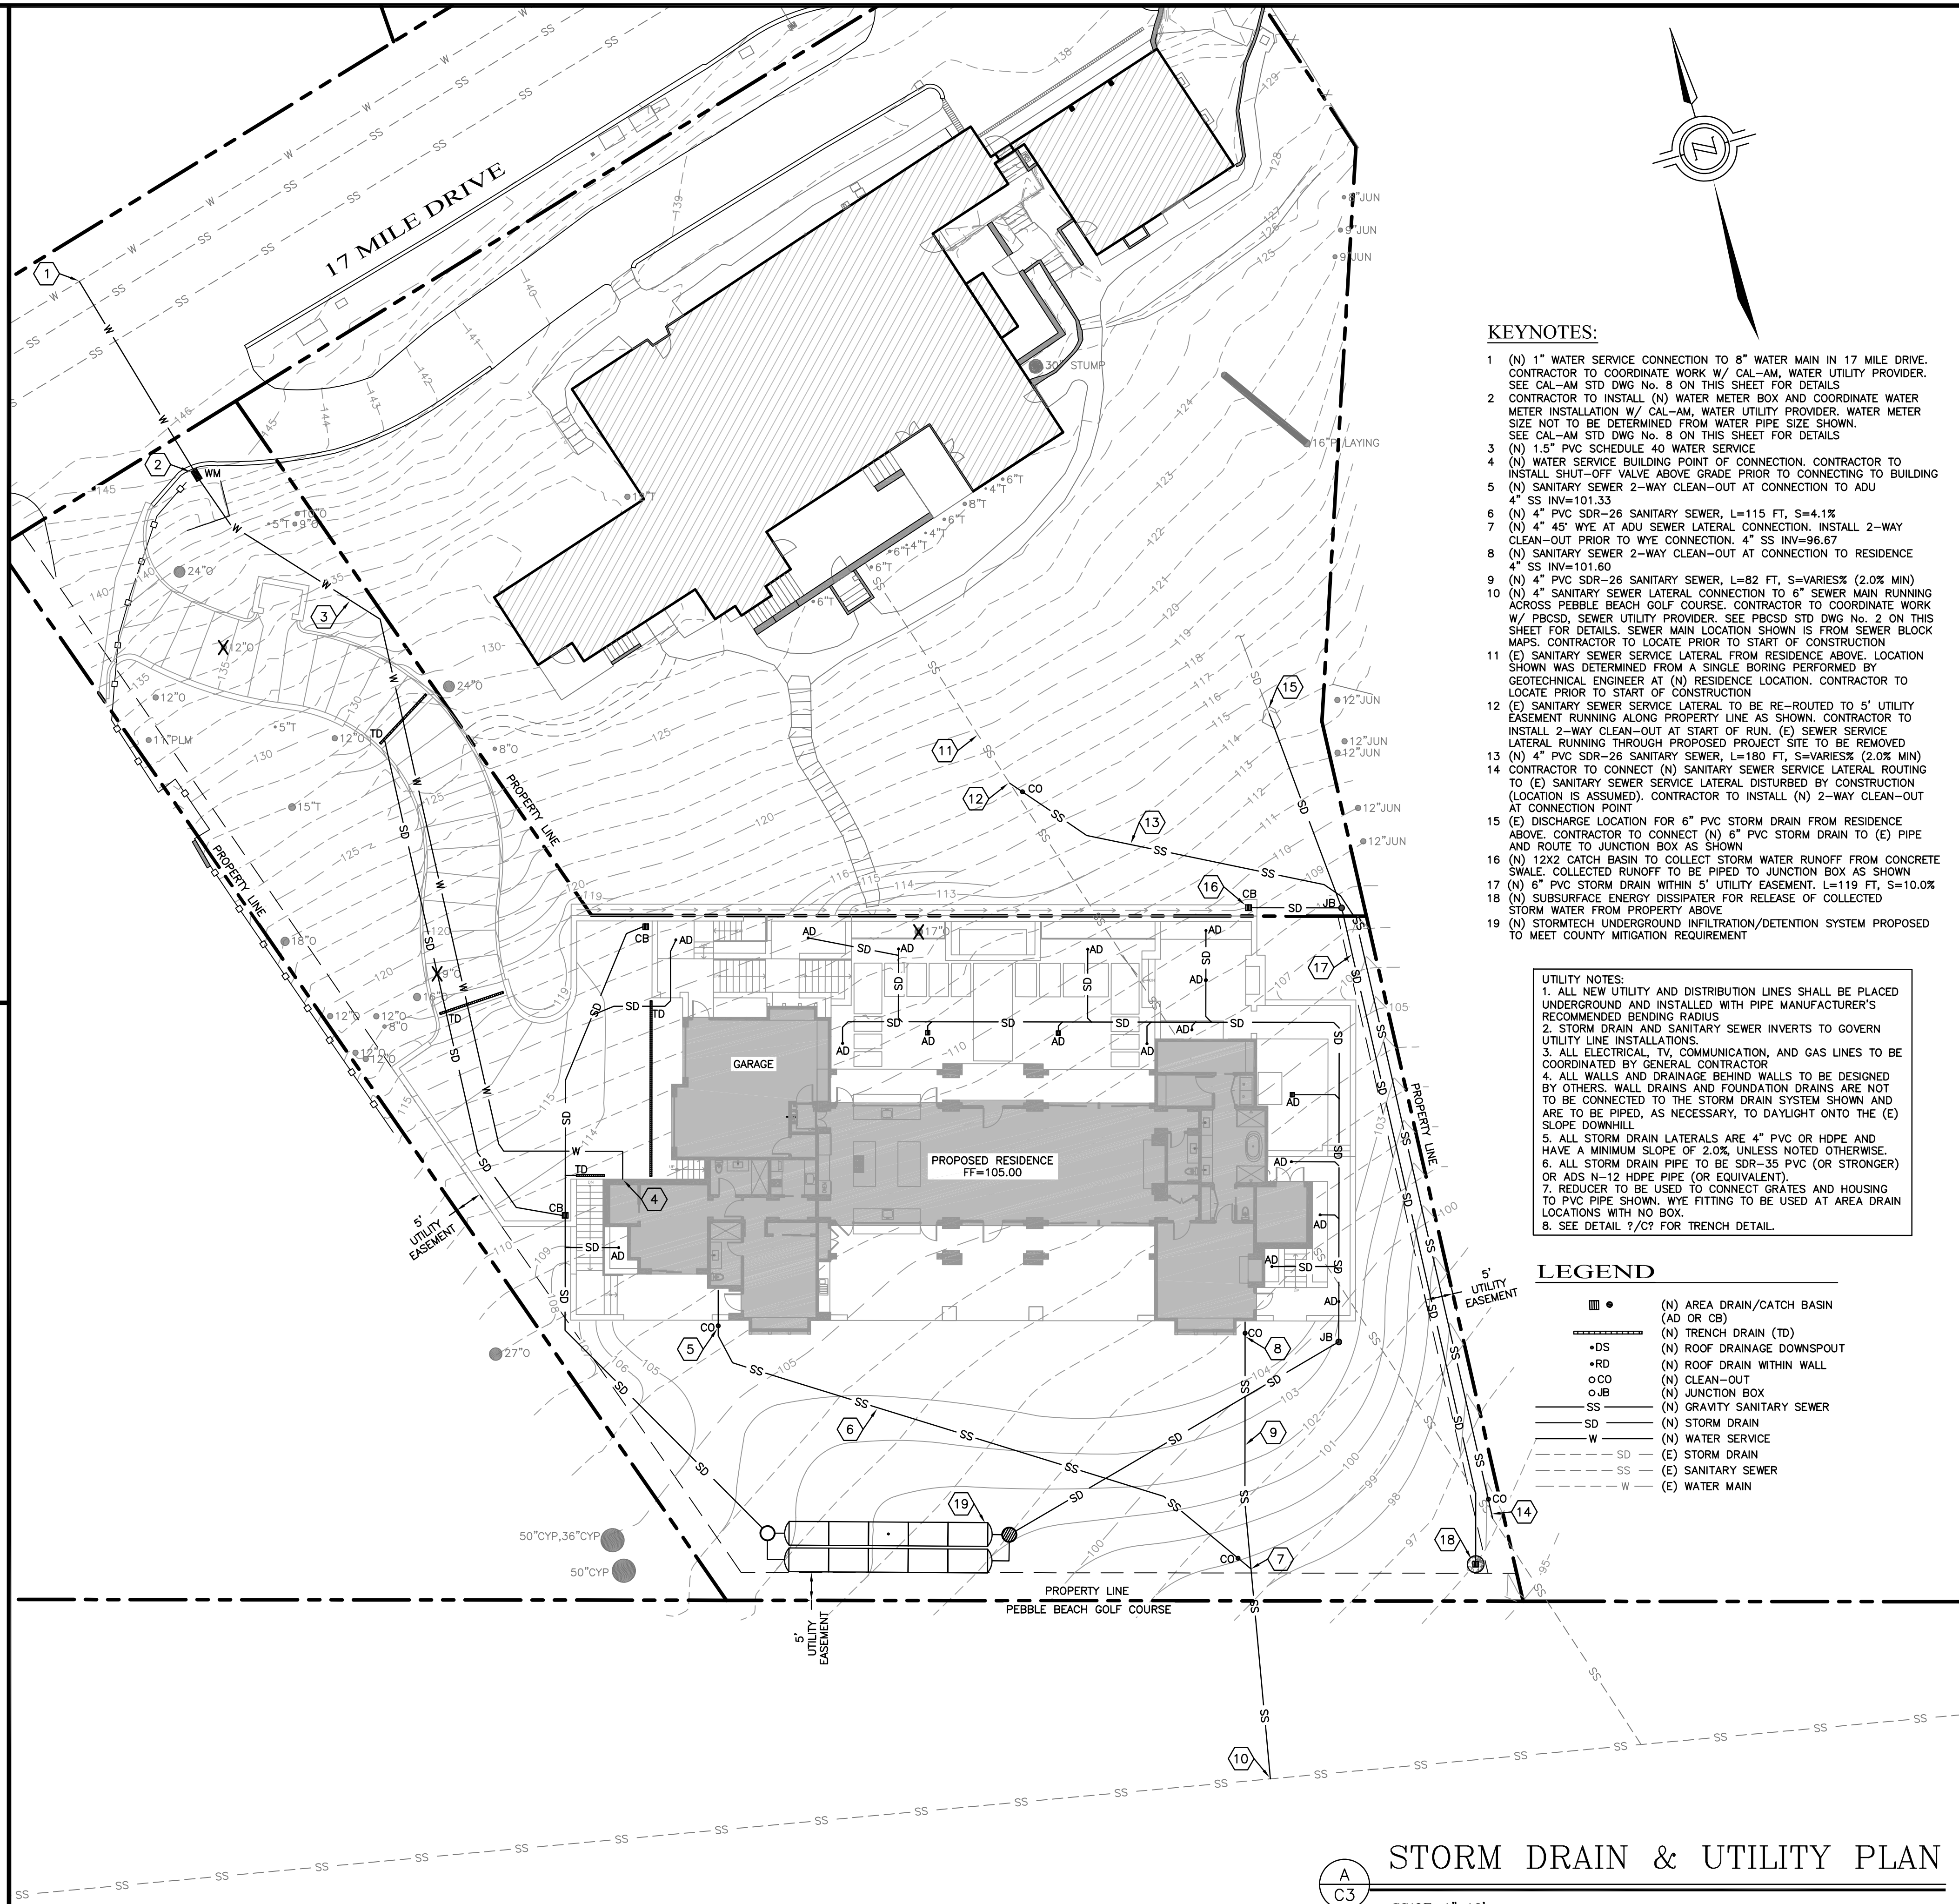 17 MILE DRIVE
KEYNOTES:
1 (N) 1" WATER SERVICE CONNECTION TO 8" WATER MAIN IN 17 MILE DRIVE.
CONTRACTOR TO COORDINATE WORK W/ CAL-AM, WATER UTILITY PROVIDER.
SEE CAL-AM STD DWG No. 8 ON THIS SHEET FOR DETAILS
2 CONTRACTOR TO INSTALL (N) WATER METER BOX AND COORDINATE WATER
METER INSTALLATION W/ CAL-AM, WATER UTILITY PROVIDER. WATER METER
SIZE NOT TO BE DETERMINED FROM WATER PIPE SIZE SHOWN.
SEE CAL-AM STD DWG No. 8 ON THIS SHEET FOR DETAILS
3 (N) 1.5" PVC SCHEDULE 40 WATER SERVICE
4 (N) WATER SERVICE BUILDING POINT OF CONNECTION. CONTRACTOR TO
INSTALL SHUT-OFF VALVE ABOVE GRADE PRIOR TO CONNECTING TO BUILDING
5 (N) SANITARY SEWER 2-WAY CLEAN-OUT AT CONNECTION TO ADU
4" SS INV=101.33
6 (N) 4" PVC SDR-26 SANITARY SEWER, L=115 FT, S=4.1%
7 (N) 4" 45° WYE AT ADU SEWER LATERAL CONNECTION. INSTALL 2-WAY
CLEAN-OUT PRIOR TO WYE CONNECTION. 4" SS INV=96.67
8 (N) SANITARY SEWER 2-WAY CLEAN-OUT AT CONNECTION TO RESIDENCE
4" SS INV=101.60
9 (N) 4" PVC SDR-26 SANITARY SEWER, L=82 FT, S=VARIES% (2.0% MIN)
10 (N) 4" SANITARY SEWER LATERAL CONNECTION TO 6" SEWER MAIN RUNNING
ACROSS PEBBLE BEACH GOLF COURSE. CONTRACTOR TO COORDINATE WORK
W/ PBCSD, SEWER UTILITY PROVIDER. SEE PBCSD STD DWG No. 2 ON THIS
SHEET FOR DETAILS. SEWER MAIN LOCATION SHOWN IS FROM SEWER BLOCK
MAPS. CONTRACTOR TO LOCATE PRIOR TO START OF CONSTRUCTION
11 (E) SANITARY SEWER SERVICE LATERAL FROM RESIDENCE ABOVE. LOCATION
SHOWN WAS DETERMINED FROM A SINGLE BORING PERFORMED BY
GEOTECHNICAL ENGINEER AT (N) RESIDENCE LOCATION. CONTRACTOR TO
LOCATE PRIOR TO START OF CONSTRUCTION
12 (E) SANITARY SEWER SERVICE LATERAL TO BE RE-ROUTED TO 5' UTILITY
EASEMENT RUNNING ALONG PROPERTY LINE AS SHOWN. CONTRACTOR TO
INSTALL 2-WAY CLEAN-OUT AT START OF RUN. (E) SEWER SERVICE
LATERAL RUNNING THROUGH PROPOSED PROJECT SITE TO BE REMOVED
13 (N) 4" PVC SDR-26 SANITARY SEWER, L=180 FT, S=VARIES% (2.0% MIN)
14 CONTRACTOR TO CONNECT (N) SANITARY SEWER SERVICE LATERAL ROUTING
TO (E) SANITARY SEWER SERVICE LATERAL DISTURBED BY CONSTRUCTION
(LOCATION IS ASSUMED). CONTRACTOR TO INSTALL (N) 2-WAY CLEAN-OUT
AT CONNECTION POINT
15 (E) DISCHARGE LOCATION FOR 6" PVC STORM DRAIN FROM RESIDENCE
ABOVE. CONTRACTOR TO CONNECT (N) 6" PVC STORM DRAIN TO (E) PIPE
AND ROUTE TO JUNCTION BOX AS SHOWN
16 (N) 12X2 CATCH BASIN TO COLLECT STORM WATER RUNOFF FROM CONCRETE
SWALE. COLLECTED RUNOFF TO BE PIPED TO JUNCTION BOX AS SHOWN
17 (N) 6" PVC STORM DRAIN WITHIN 5' UTILITY EASEMENT. L=119 FT, S=10.0%
18 (N) SUBSURFACE ENERGY DISSIPATER FOR RELEASE OF COLLECTED
STORM WATER FROM PROPERTY ABOVE
19 (N) STORMTECH UNDERGROUND INFILTRATION/DETENTION SYSTEM PROPOSED
TO MEET COUNTY MITIGATION REQUIREMENT
UTILITY NOTES:
1. ALL NEW UTILITY AND DISTRIBUTION LINES SHALL BE PLACED
UNDERGROUND AND INSTALLED WITH PIPE MANUFACTURER'S
RECOMMENDED BENDING RADIUS
2. STORM DRAIN AND SANITARY SEWER INVERTS TO GOVERN
UTILITY LINE INSTALLATIONS.
3. ALL ELECTRICAL, TV, COMMUNICATION, AND GAS LINES TO BE
COORDINATED BY GENERAL CONTRACTOR
4. ALL WALLS AND DRAINAGE BEHIND WALLS TO BE DESIGNED
BY OTHERS. WALL DRAINS AND FOUNDATION DRAINS ARE NOT
TO BE CONNECTED TO THE STORM DRAIN SYSTEM SHOWN AND
ARE TO BE PIPED, AS NECESSARY, TO DAYLIGHT ONTO THE (E)
SLOPE DOWNHILL
5. ALL STORM DRAIN LATERALS ARE 4" PVC OR HDPE AND
HAVE A MINIMUM SLOPE OF 2.0%, UNLESS NOTED OTHERWISE.
6. ALL STORM DRAIN PIPE TO BE SDR-35 PVC (OR STRONGER)
OR ADS N-12 HDPE PIPE (OR EQUIVALENT).
7. REDUCER TO BE USED TO CONNECT GRATES AND HOUSING
TO PVC PIPE SHOWN. WYE FITTING TO BE USED AT AREA DRAIN
LOCATIONS WITH NO BOX.
8. SEE DETAIL ?/C? FOR TRENCH DETAIL.
LEGEND
(N) AREA DRAIN/CATCH BASIN
(AD OR CB)
(N) TRENCH DRAIN (TD)
DS (N) ROOF DRAINAGE DOWNSPOUT
RD (N) ROOF DRAIN WITHIN WALL
CO (N) CLEAN-OUT
JB (N) JUNCTION BOX
SS (N) GRAVITY SANITARY SEWER
SD (N) STORM DRAIN
W (N) WATER SERVICE
SD (E) STORM DRAIN
SS (E) SANITARY SEWER
W (E) WATER MAIN
30" STUMP
WM
PROPERTY LINE
PROPERTY LINE
GARAGE
PROPOSED RESIDENCE
FF=105.00
PROPERTY LINE
5'
UTILITY
EASEMENT
5'
UTILITY
EASEMENT
50"CYP,36"CYP
50"CYP
27"O
PROPERTY LINE
PEBBLE BEACH GOLF COURSE
5'
UTILITY
EASEMENT
A
C3
STORM DRAIN & UTILITY PLAN